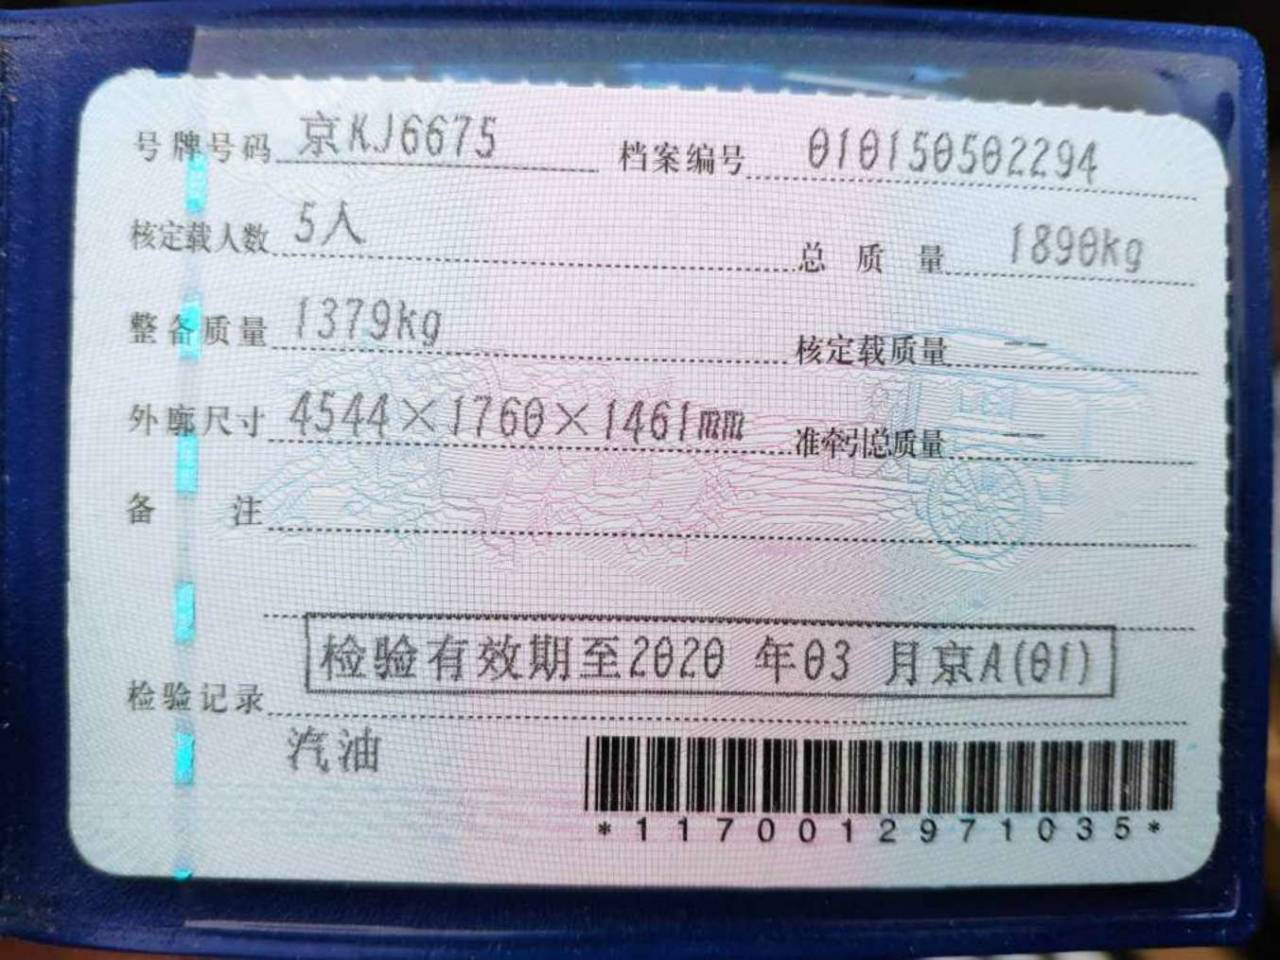 号牌号码 京KJ6675 档案编号 010150502294
核定载人数 5人 总质量 1890kg
整备质量 1379kg 核定载质量 --
外廓尺寸 4544×1760×1461mm 准牵引总质量 --
备注
检验记录 检验有效期至2020 年03 月京A(01)
汽油
*1170012971035*